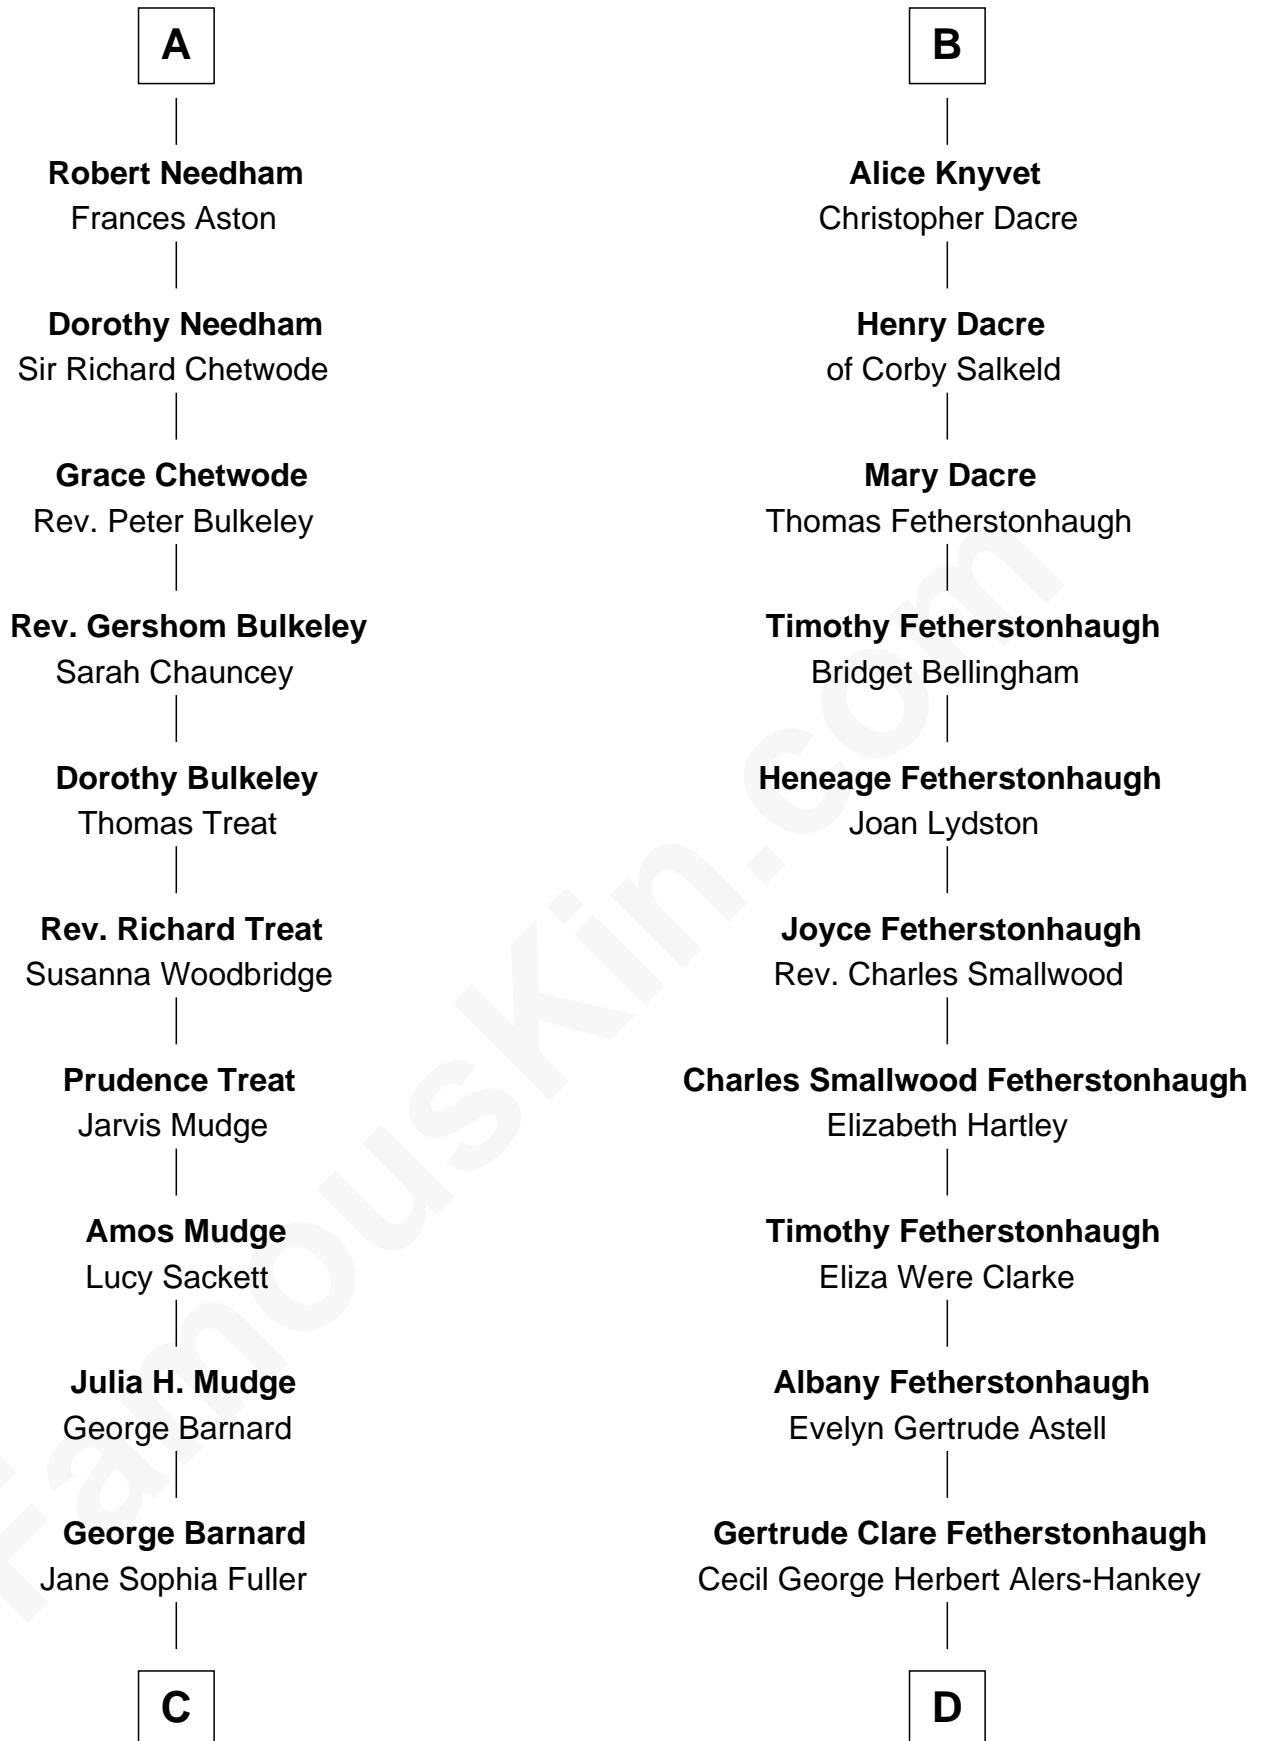 A
Robert Needham
Frances Aston
Dorothy Needham
Sir Richard Chetwode
Grace Chetwode
Rev. Peter Bulkeley
Rev. Gershom Bulkeley
Sarah Chauncey
Dorothy Bulkeley
Thomas Treat
Rev. Richard Treat
Susanna Woodbridge
Prudence Treat
Jarvis Mudge
Amos Mudge
Lucy Sackett
Julia H. Mudge
George Barnard
George Barnard
Jane Sophia Fuller
C
B
Alice Knyvet
Christopher Dacre
Henry Dacre
of Corby Salkeld
Mary Dacre
Thomas Fetherstonhaugh
Timothy Fetherstonhaugh
Bridget Bellingham
Heneage Fetherstonhaugh
Joan Lydston
Joyce Fetherstonhaugh
Rev. Charles Smallwood
Charles Smallwood Fetherstonhaugh
Elizabeth Hartley
Timothy Fetherstonhaugh
Eliza Were Clarke
Albany Fetherstonhaugh
Evelyn Gertrude Astell
Gertrude Clare Fetherstonhaugh
Cecil George Herbert Alers-Hankey
D
FamousKin.com